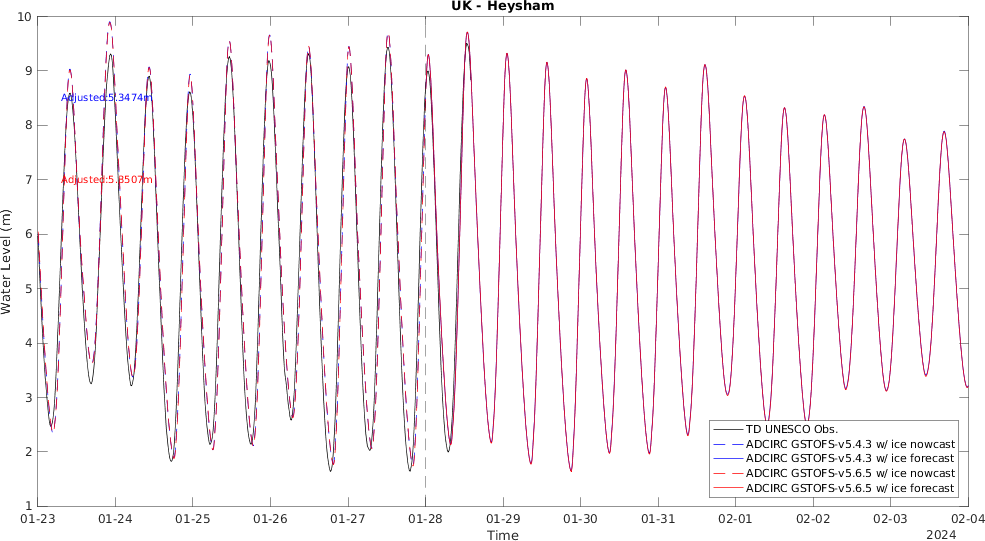 UK - Heysham
10
9
8
7
6
5
4
3
2
1
Water Level (m)
Adjusted:5.3474m
Adjusted:5.3507m
TD UNESCO Obs.
ADCIRC GSTOFS-v5.4.3 w/ ice nowcast
ADCIRC GSTOFS-v5.4.3 w/ ice forecast
ADCIRC GSTOFS-v5.6.5 w/ ice nowcast
ADCIRC GSTOFS-v5.6.5 w/ ice forecast
01-23 01-24 01-25 01-26 01-27 01-28 01-29 01-30 01-31 02-01 02-02 02-03 02-04
Time
2024